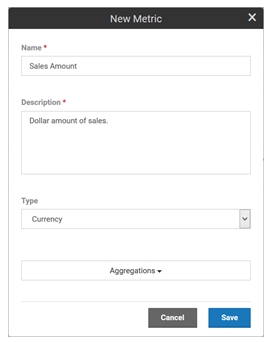 New Metric
Name *
Sales Amount
Description *
Dollar amount of sales.
Type
Currency
Aggregations
Cancel Save